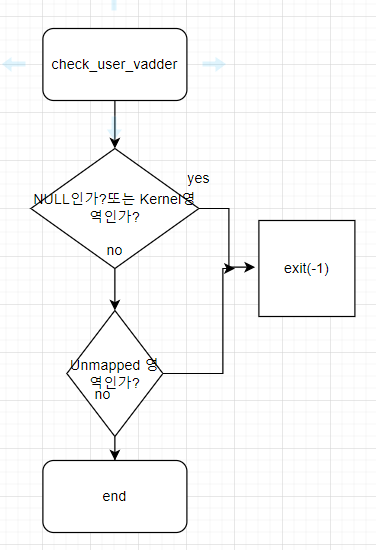 check_user_vadder
yes
NULL인가?또는 Kernel영
역인가?
no
exit(-1)
Unmapped 영
역인가?
no
end